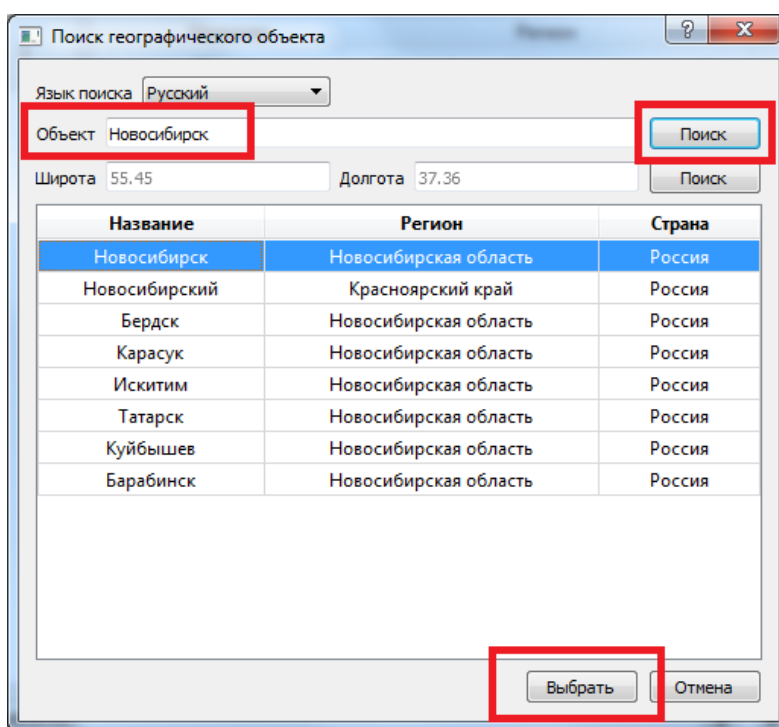 Поиск географического объекта
Язык поиска Русский
Объект Новосибирск Поиск
Широта 55.45 Долгота 37.36 Поиск
Название Регион Страна
Новосибирск Новосибирская область Россия
Новосибирский Красноярский край Россия
Бердск Новосибирская область Россия
Карасук Новосибирская область Россия
Искитим Новосибирская область Россия
Татарск Новосибирская область Россия
Куйбышев Новосибирская область Россия
Барабинск Новосибирская область Россия
Выбрать Отмена